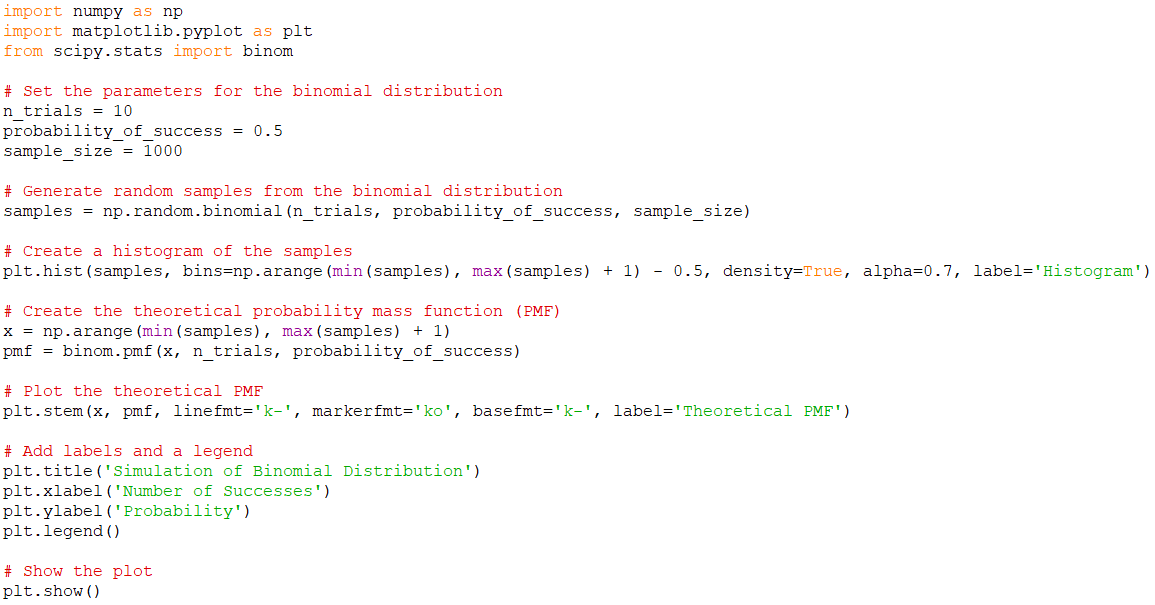 import numpy as np
import matplotlib.pyplot as plt
from scipy.stats import binom

# Set the parameters for the binomial distribution
n_trials = 10
probability_of_success = 0.5
sample_size = 1000

# Generate random samples from the binomial distribution
samples = np.random.binomial(n_trials, probability_of_success, sample_size)

# Create a histogram of the samples
plt.hist(samples, bins=np.arange(min(samples), max(samples) + 1) - 0.5, density=True, alpha=0.7, label='Histogram')

# Create the theoretical probability mass function (PMF)
x = np.arange(min(samples), max(samples) + 1)
pmf = binom.pmf(x, n_trials, probability_of_success)

# Plot the theoretical PMF
plt.stem(x, pmf, linefmt='k-', markerfmt='ko', basefmt='k-', label='Theoretical PMF')

# Add labels and a legend
plt.title('Simulation of Binomial Distribution')
plt.xlabel('Number of Successes')
plt.ylabel('Probability')
plt.legend()

# Show the plot
plt.show()